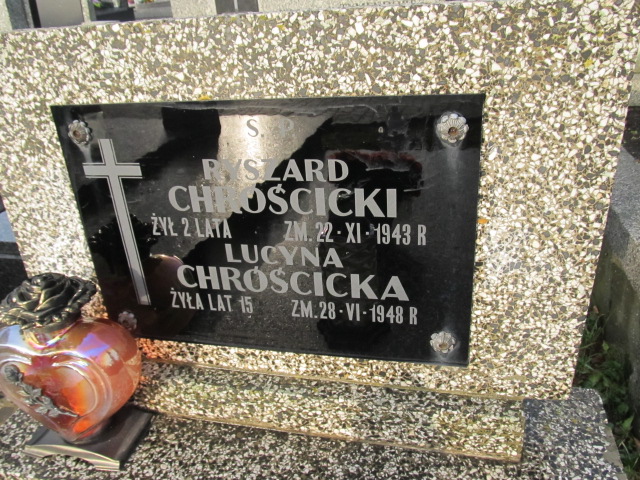 S. P.
RYSZARD
CHROŚCICKI
ŻYŁ 2 LATA ZM. 22·XI·1943 R
LUCYNA
CHROŚCICKA
ŻYŁA LAT 15 ZM. 28·VI·1948 R